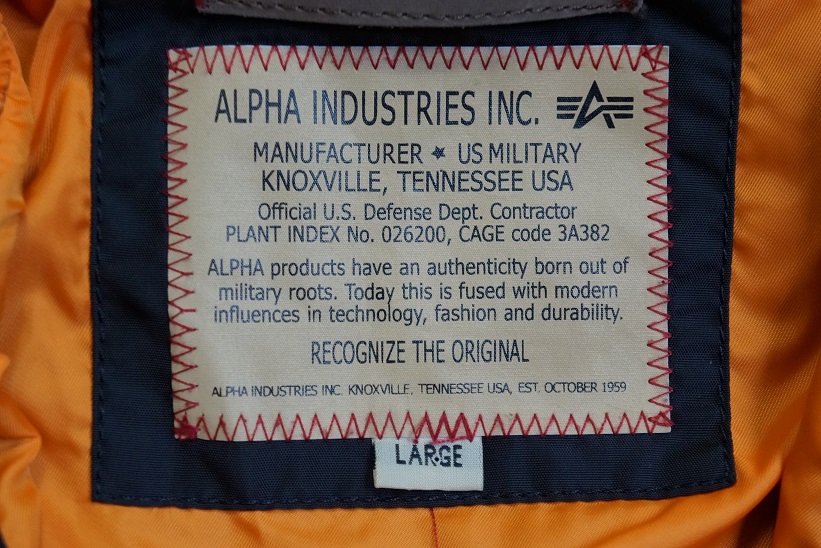 ALPHA INDUSTRIES INC.
MANUFACTURER ★ US MILITARY
KNOXVILLE, TENNESSEE USA
Official U.S. Defense Dept. Contractor
PLANT INDEX No. 026200, CAGE code 3A382
ALPHA products have an authenticity born out of
military roots. Today this is fused with modern
influences in technology, fashion and durability.
RECOGNIZE THE ORIGINAL
ALPHA INDUSTRIES INC. KNOXVILLE, TENNESSEE USA, EST. OCTOBER 1959
LARGE